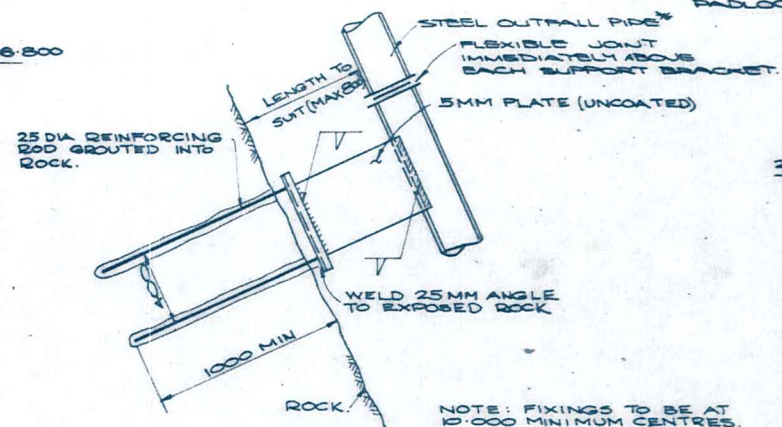 PADLOC
6.800
STEEL OUTFALL PIPE*
FLEXIBLE JOINT
IMMEDIATELY ABOVE
EACH SUPPORT BRACKET.
LENGTH TO
SUIT (MAX 800)
5MM PLATE (UNCOATED)
25 DIA REINFORCING
ROD GROUTED INTO
ROCK.
WELD 25MM ANGLE
TO EXPOSED ROCK
1000 MIN
ROCK.
NOTE: FIXINGS TO BE AT
10.000 MINIMUM CENTRES.